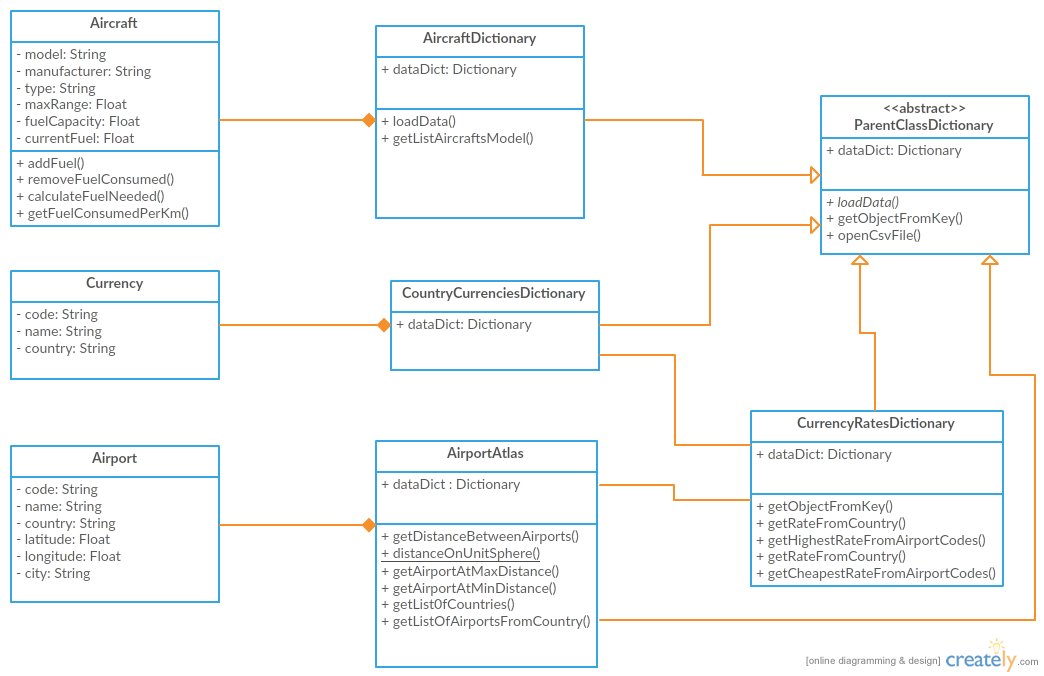 Aircraft
- model: String
- manufacturer: String
- type: String
- maxRange: Float
- fuelCapacity: Float
- currentFuel: Float
+ addFuel()
+ removeFuelConsumed()
+ calculateFuelNeeded()
+ getFuelConsumedPerKm()
AircraftDictionary
+ dataDict: Dictionary
+ loadData()
+ getListAircraftsModel()
<<abstract>>
ParentClassDictionary
+ dataDict: Dictionary
+ loadData()
+ getObjectFromKey()
+ openCsvFile()
Currency
- code: String
- name: String
- country: String
CountryCurrenciesDictionary
+ dataDict: Dictionary
CurrencyRatesDictionary
+ dataDict: Dictionary
+ getObjectFromKey()
+ getRateFromCountry()
+ getHighestRateFromAirportCodes()
+ getRateFromCountry()
+ getCheapestRateFromAirportCodes()
Airport
- code: String
- name: String
- country: String
- latitude: Float
- longitude: Float
- city: String
AirportAtlas
+ dataDict : Dictionary
+ getDistanceBetweenAirports()
+ distanceOnUnitSphere()
+ getAirportAtMaxDistance()
+ getAirportAtMinDistance()
+ getList0fCountries()
+ getListOfAirportsFromCountry()
[online diagramming & design] creately.com